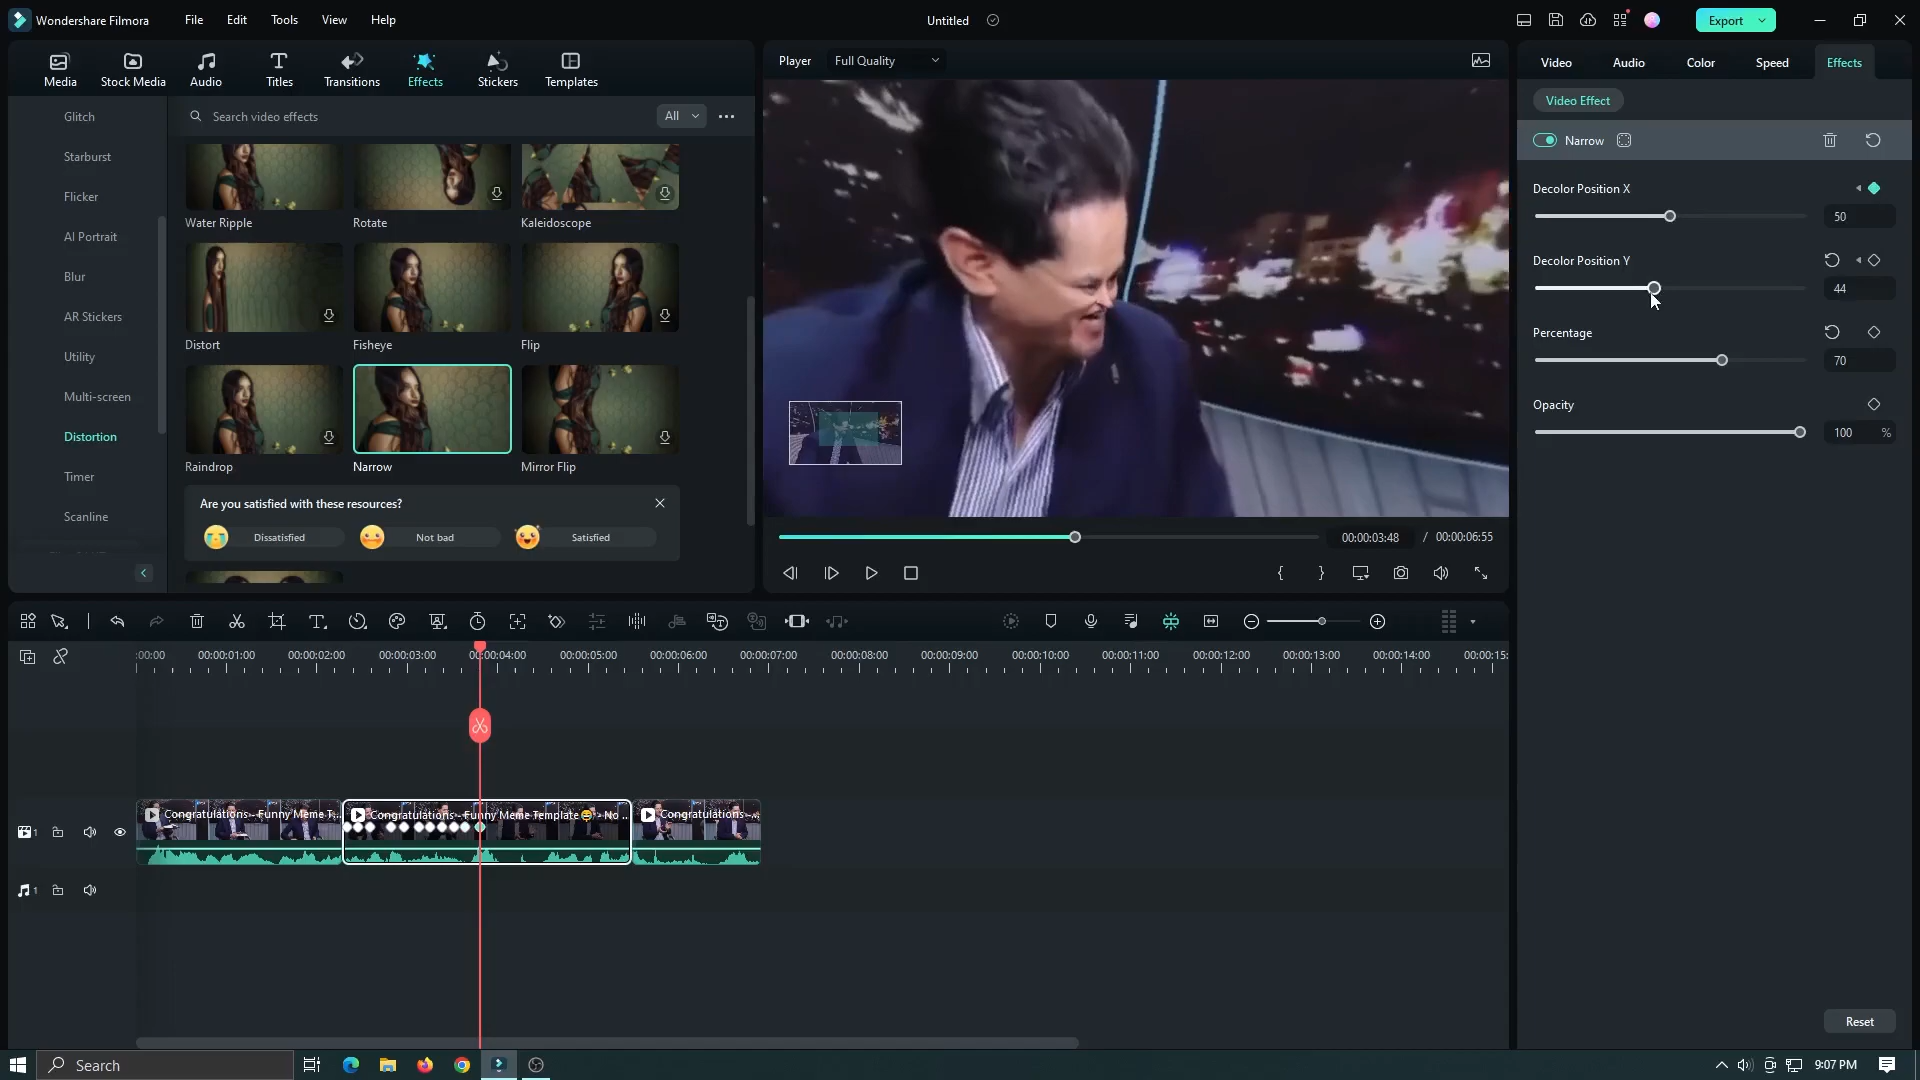 Wondershare Filmora
File
Edit
Tools
View
Help
Untitled
Export
Media
Stock Media
Audio
Titles
Transitions
Effects
Stickers
Templates
Player
Full Quality
Video
Audio
Color
Speed
Effects
Glitch
Starburst
Flicker
AI Portrait
Blur
AR Stickers
Utility
Multi-screen
Distortion
Timer
Scanline
Search video effects
All
Water Ripple
Rotate
Kaleidoscope
Distort
Fisheye
Flip
Raindrop
Narrow
Mirror Flip
Are you satisfied with these resources?
Dissatisfied
Not bad
Satisfied
00:00:03:48 / 00:00:06:55
Video Effect
Narrow
Decolor Position X
50
Decolor Position Y
44
Percentage
70
Opacity
100 %
Reset
:00:00 00:00:01:00 00:00:02:00 00:00:03:00 00:00:04:00 00:00:05:00 00:00:06:00 00:00:07:00 00:00:08:00 00:00:09:00 00:00:10:00 00:00:11:00 00:00:12:00 00:00:13:00 00:00:14:00 00:00:15:
Congratulations - Funny Meme T...
Congratulations - Funny Meme Template😂 - No ...
Congratulations -...
1
1
Search
9:07 PM